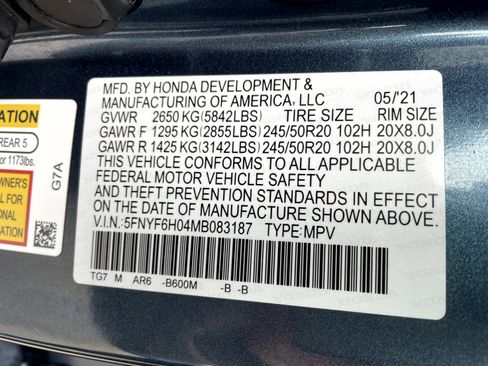 MFD. BY HONDA DEVELOPMENT &
MANUFACTURING OF AMERICA, LLC 05/'21
GVWR 2650 KG(5842LBS) TIRE SIZE RIM SIZE
GAWR F 1295 KG(2855LBS) 245/50R20 102H 20X8.0J
GAWR R 1425 KG(3142LBS) 245/50R20 102H 20X8.0J
THIS VEHICLE CONFORMS TO ALL APPLICABLE
FEDERAL MOTOR VEHICLE SAFETY
AND THEFT PREVENTION STANDARDS IN EFFECT
ON THE DATE OF MANUFACTURE SHOWN ABOVE.
V.I.N.:5FNYF6H04MB083187 TYPE:MPV
TG7 M AR6 -B600M -B -B
REAR 5
or 1173lbs.
G7A